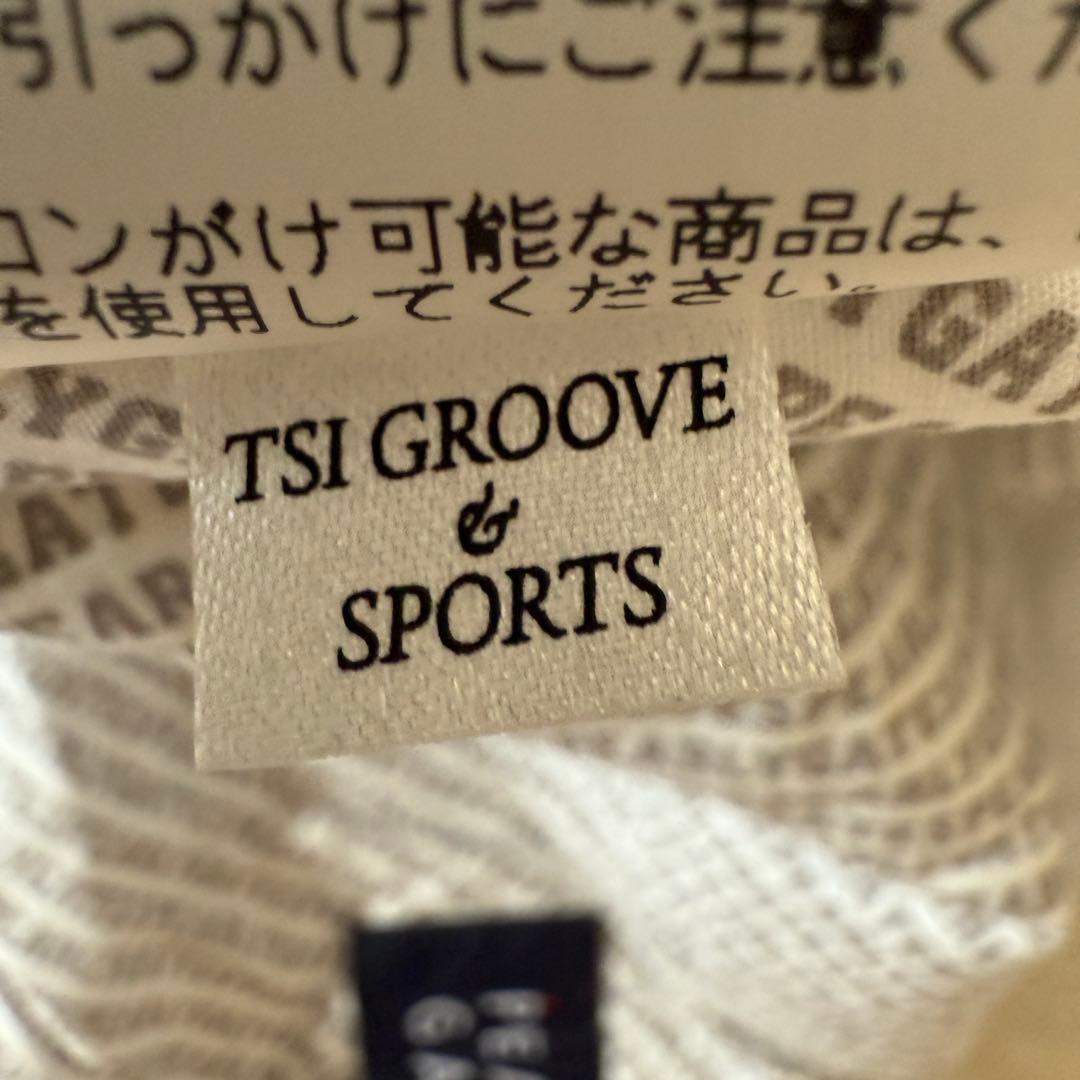 引っかけにご注意くだ
ロンがけ可能な商品は、
を使用してください。
TSI GROOVE
&
SPORTS